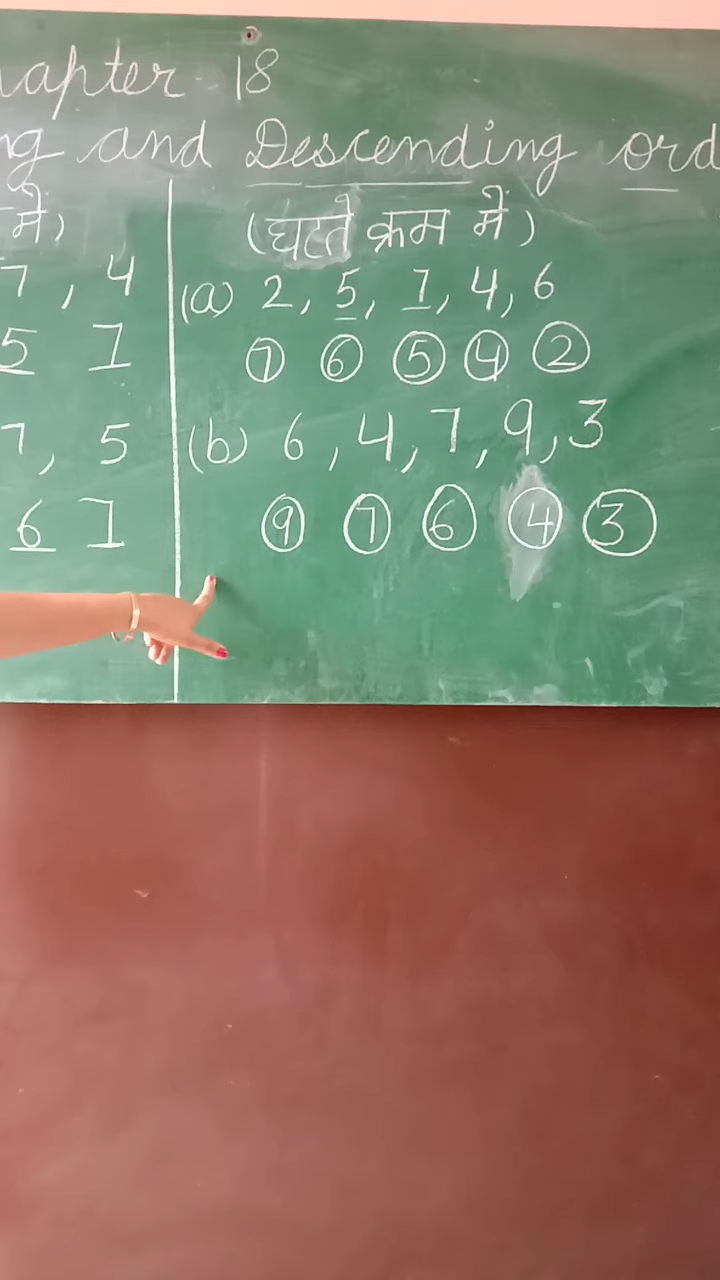 apter - 18
ng and Descending ord
में)
7, 4
5 7
7, 5
6 7
(घटते क्रम में)
(a) 2, 5, 7, 4, 6
7 6 5 4 2
(b) 6, 4, 7, 9, 3
9 7 6 4 3